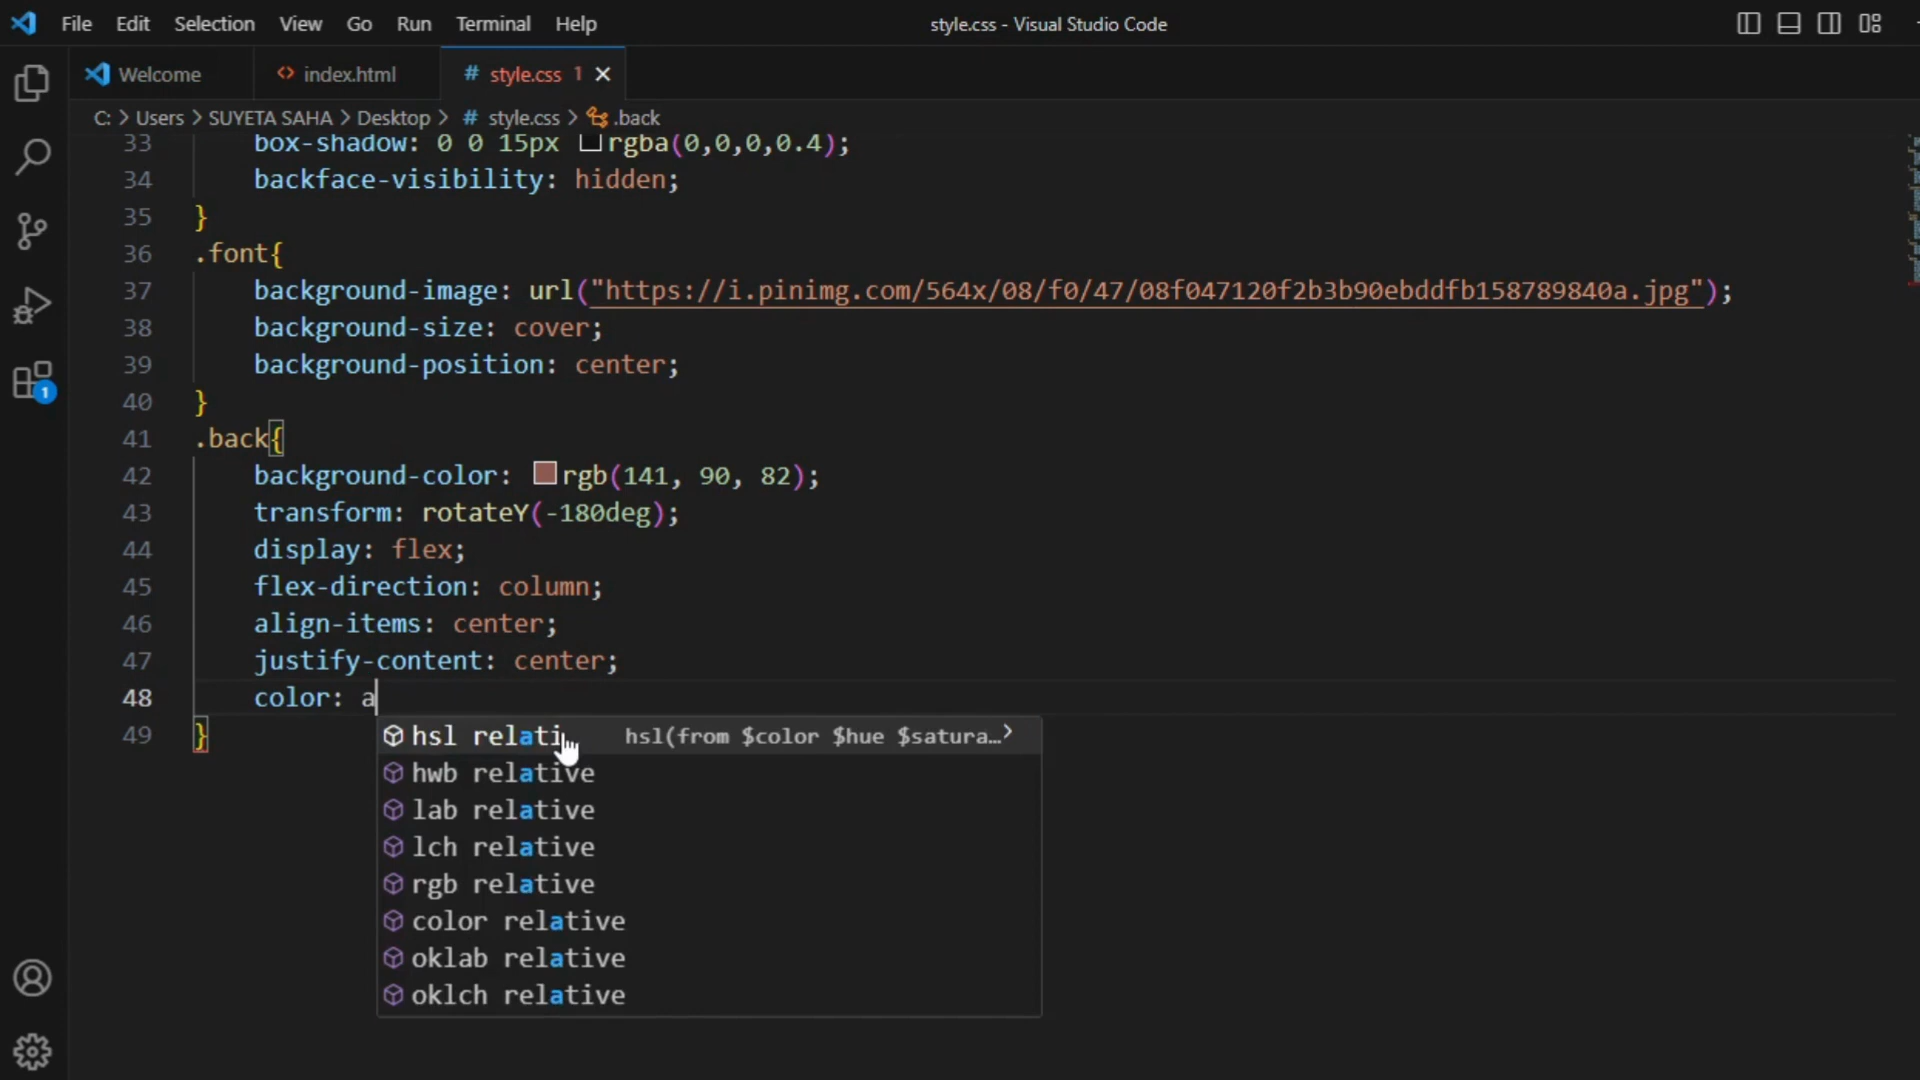 File Edit Selection View Go Run Terminal Help
style.css - Visual Studio Code
Welcome
<> index.html
# style.css 1
C: > Users > SUYETA SAHA > Desktop > # style.css > .back
33 box-shadow: 0 0 15px rgba(0,0,0,0.4);
34 backface-visibility: hidden;
35 }
36 .font{
37 background-image: url("https://i.pinimg.com/564x/08/f0/47/08f047120f2b3b90ebddfb158789840a.jpg");
38 background-size: cover;
39 background-position: center;
40 }
41 .back{
42 background-color: rgb(141, 90, 82);
43 transform: rotateY(-180deg);
44 display: flex;
45 flex-direction: column;
46 align-items: center;
47 justify-content: center;
48 color: a
49 }
hsl relati hsl(from $color $hue $satura…>
hwb relative
lab relative
lch relative
rgb relative
color relative
oklab relative
oklch relative
1